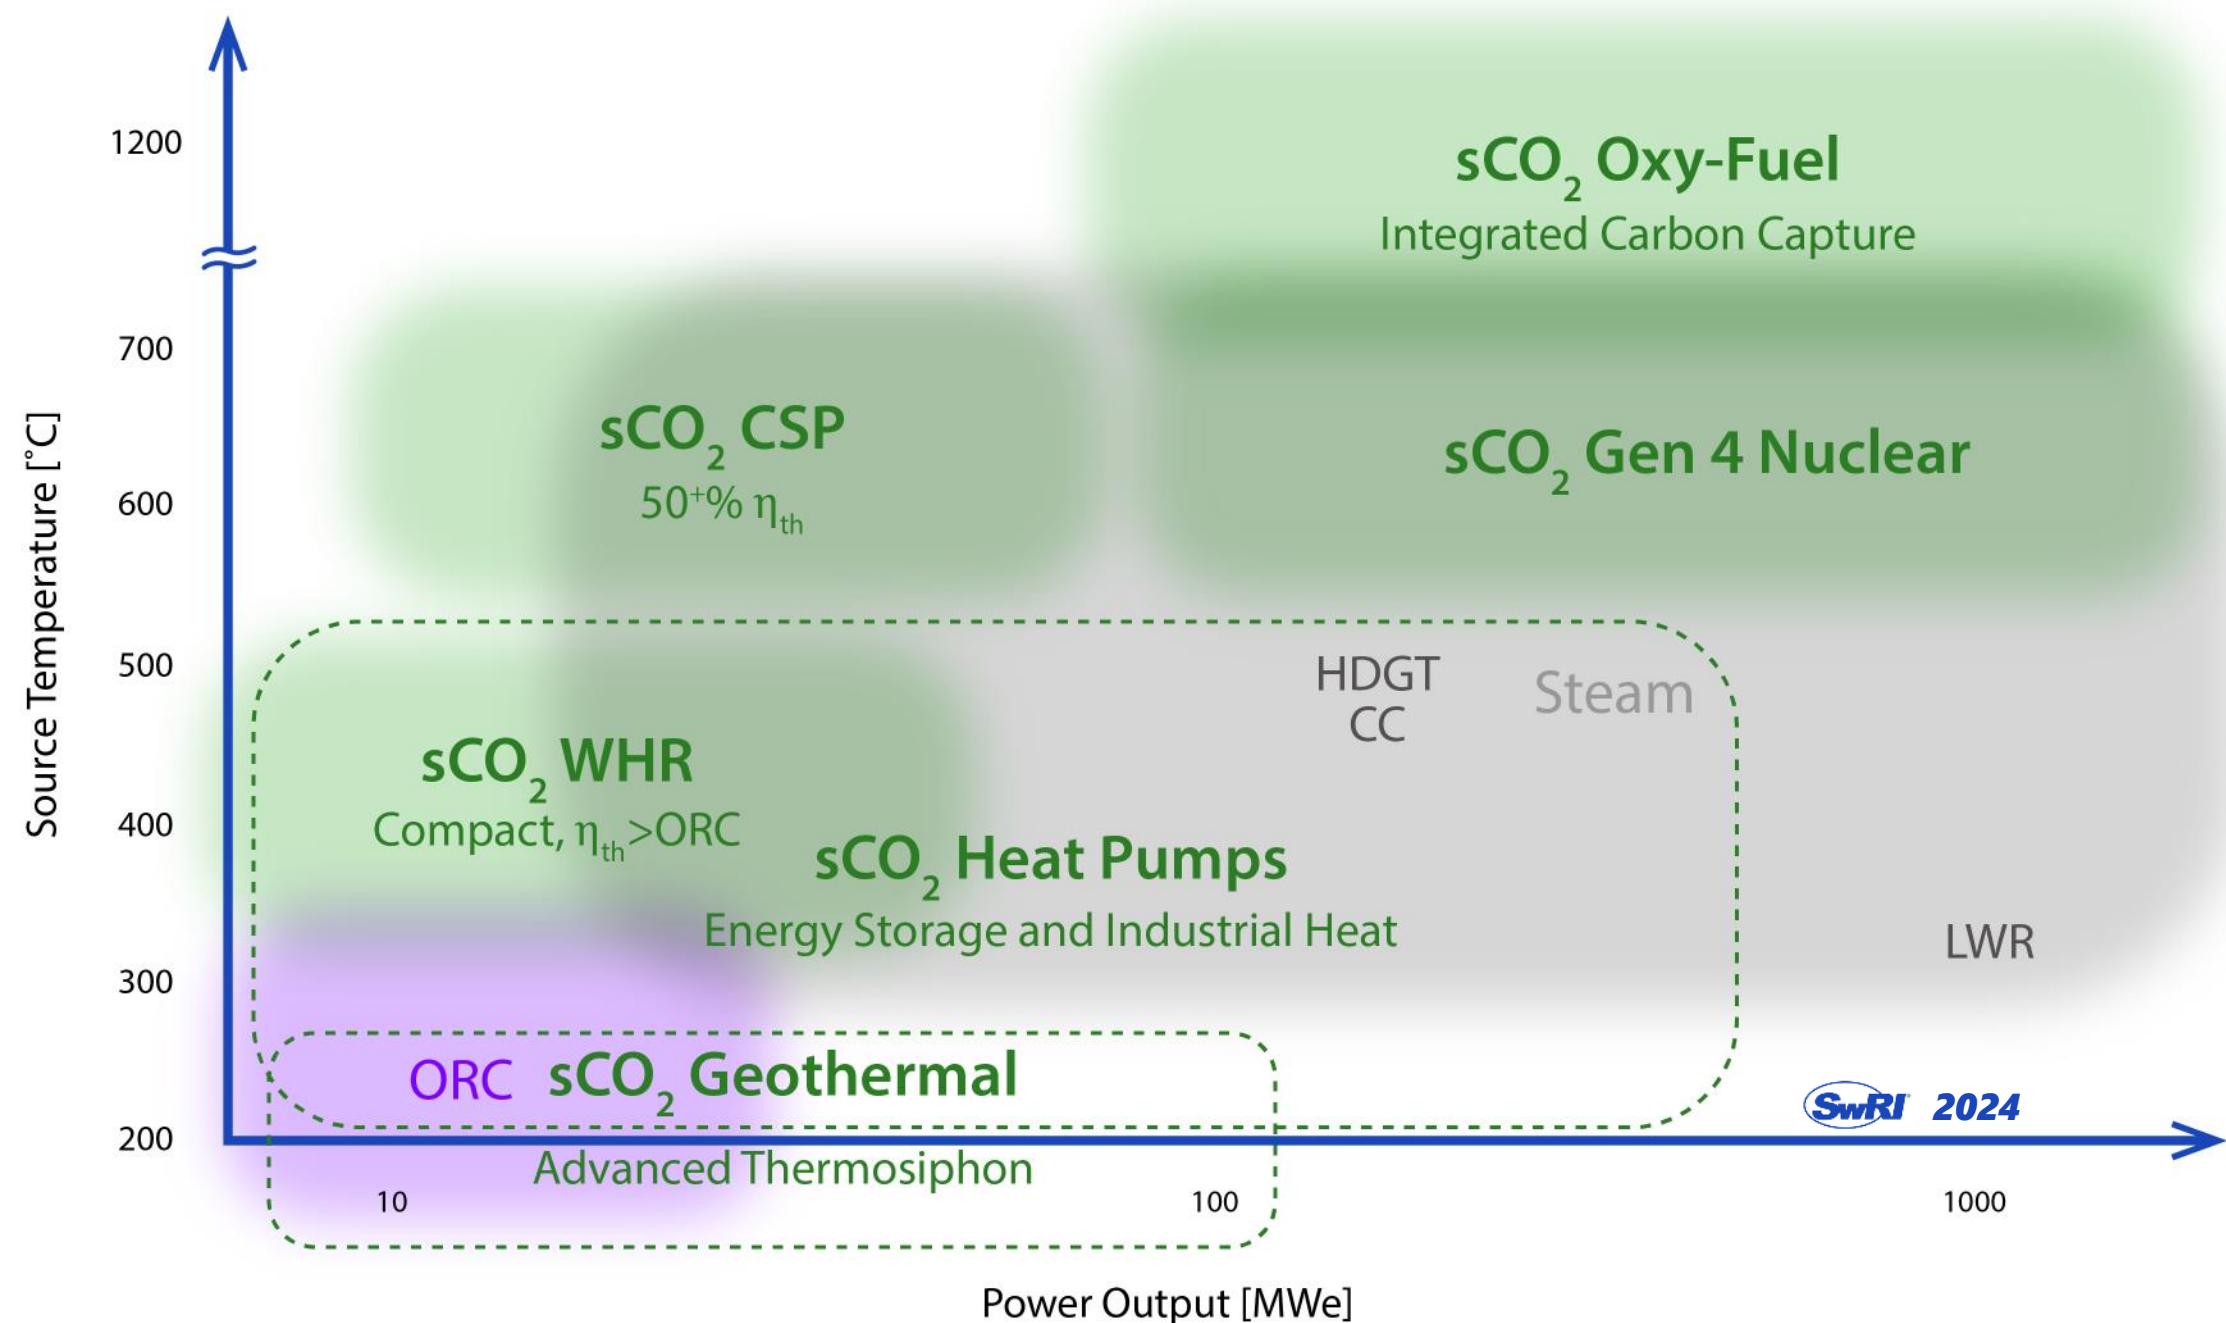 1200
700
600
500
400
300
200
Source Temperature [°C]
sCO₂ Oxy-Fuel
Integrated Carbon Capture
sCO₂ CSP
50⁺% ηth
sCO₂ Gen 4 Nuclear
HDGT
CC
Steam
sCO₂ WHR
Compact, ηth>ORC
sCO₂ Heat Pumps
Energy Storage and Industrial Heat
LWR
ORC
sCO₂ Geothermal
Advanced Thermosiphon
SwRI 2024
10
100
1000
Power Output [MWe]